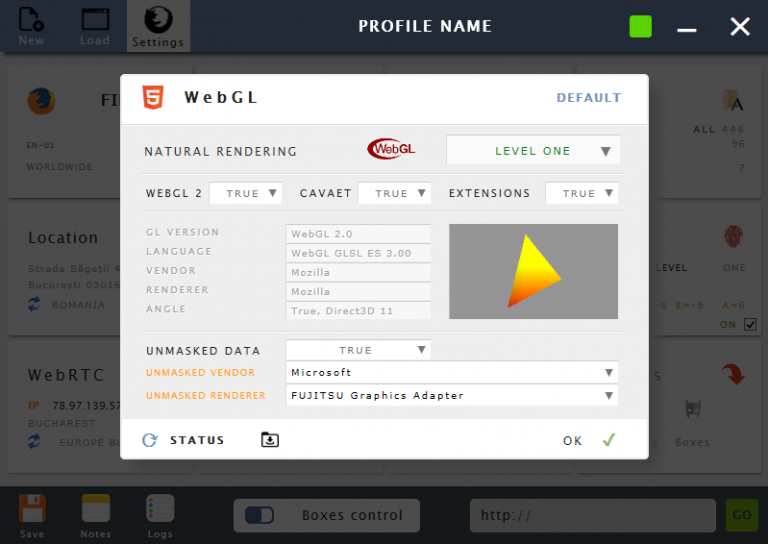 New
Load
Settings
PROFILE NAME
FI
EN-US
WORLDWIDE
A
ALL 446
96
7
WebGL
DEFAULT
NATURAL RENDERING
WebGL
LEVEL ONE
WEBGL 2
TRUE
CAVAET
TRUE
EXTENSIONS
TRUE
GL VERSION
WebGL 2.0
LANGUAGE
WebGL GLSL ES 3.00
VENDOR
Mozilla
RENDERER
Mozilla
ANGLE
True, Direct3D 11
UNMASKED DATA
TRUE
UNMASKED VENDOR
Microsoft
UNMASKED RENDERER
FUJITSU Graphics Adapter
STATUS
OK
Location
Strada Săgeții 4
București 03016
ROMANIA
LEVEL
ONE
-6 S=-9 A=6
ON
WebRTC
IP 78.97.139.57
BUCHAREST
EUROPE BU
S
e
Boxes
Save
Notes
Logs
Boxes control
http://
GO